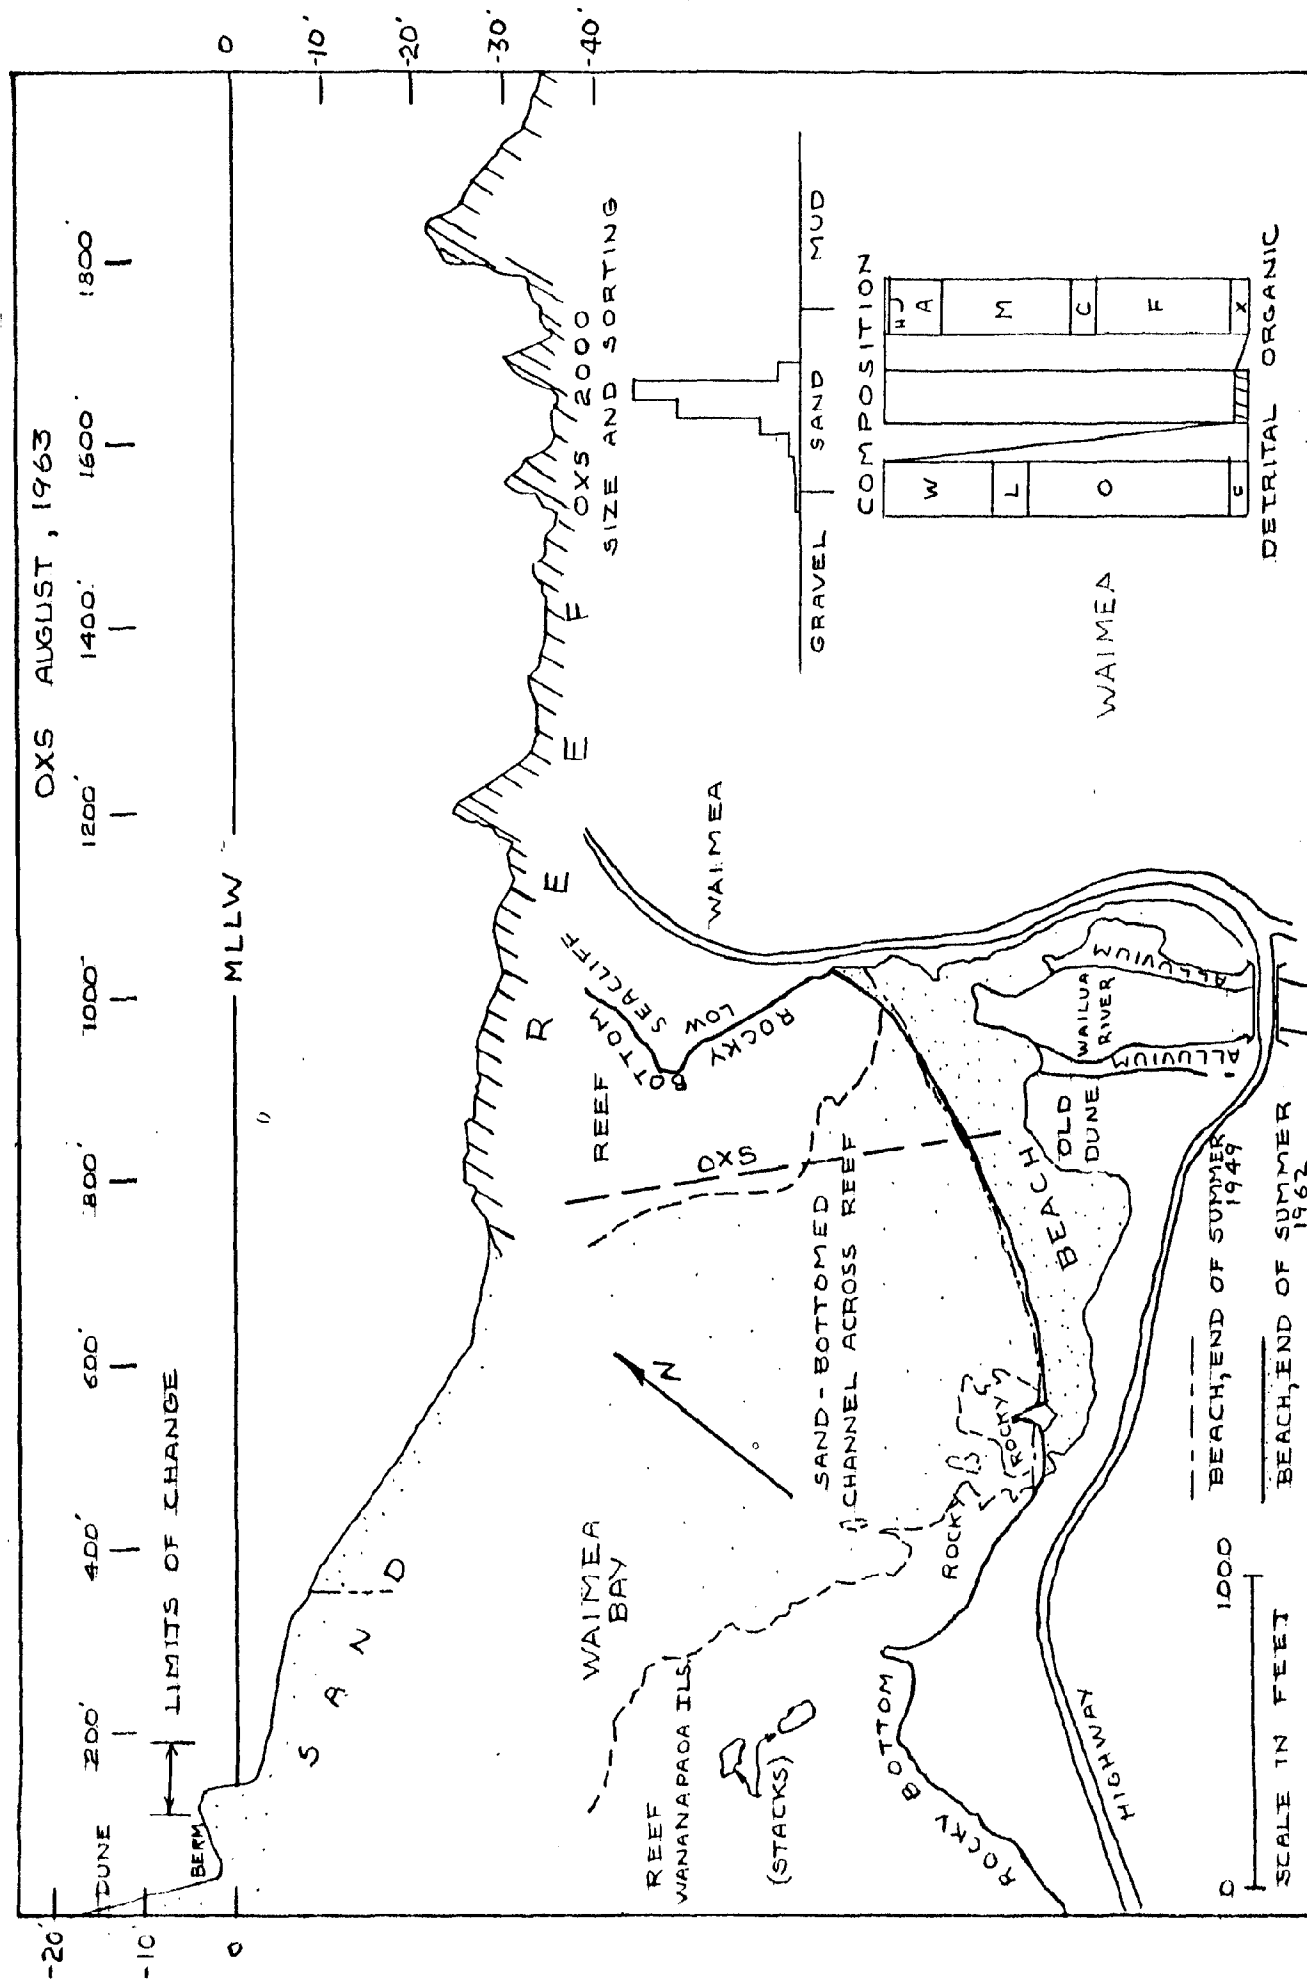 OXS AUGUST, 1963
200' 400' 600' 800' 1000' 1200' 1400' 1600' 1800'
-20'
-10
0
DUNE
BERM
LIMITS OF CHANGE
MLLW
0
-10'
-20'
-30'
-40'
SAND
REEF
OXS 2000
SIZE AND SORTING
GRAVEL SAND MUD
COMPOSITION
W
L
O
c
H J
A
M
C
F
X
DETRITAL ORGANIC
WAIMEA
BAY
REEF
WANANAPAOA ILS.
(STACKS)
N
SAND-BOTTOMED
CHANNEL ACROSS REEF
OXS
REEF
BOTTOM
SEACLIFF
LOW
ROCKY
WAIMEA
WAIMEA
ROCKY
ROCKY
BEACH
OLD
DUNE
ALLUVIUM
WAILUA
RIVER
ALLUVIUM
ROCKY BOTTOM
HIGHWAY
0 1000
SCALE IN FEET
BEACH, END OF SUMMER
1949
BEACH, END OF SUMMER
1962